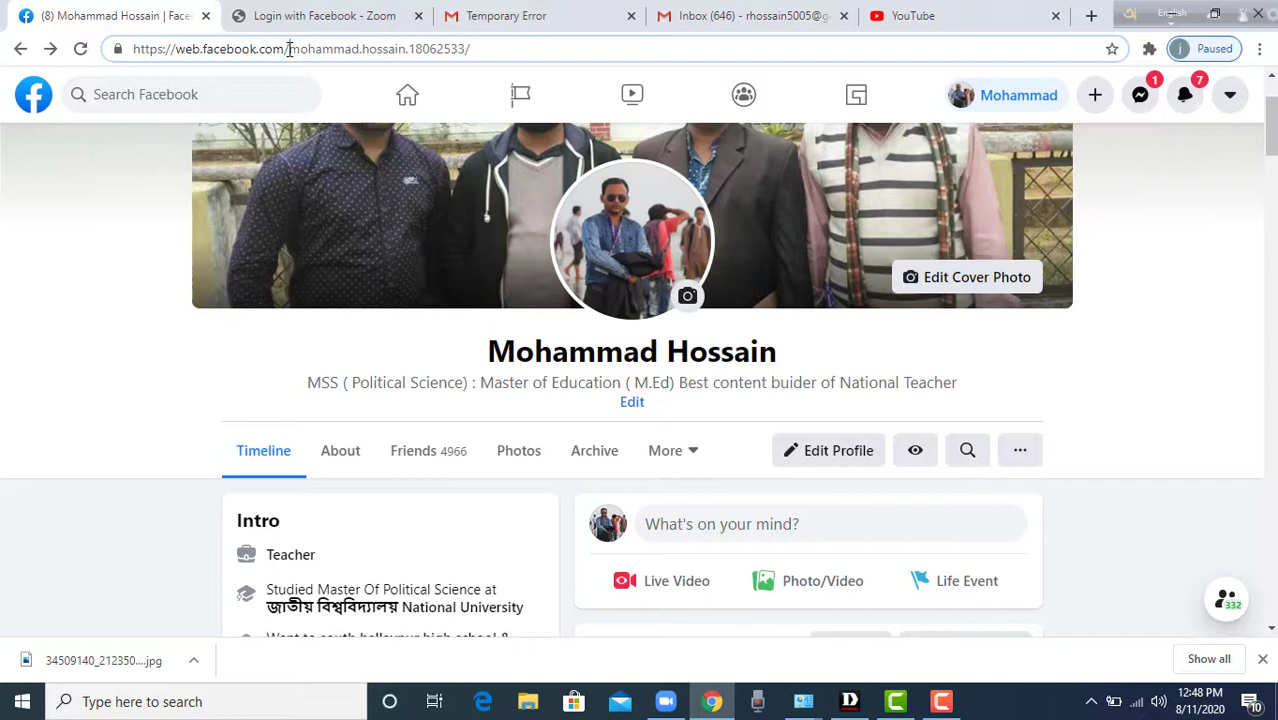 (8) Mohammad Hossain | Fac
Login with Facebook - Zoom
Temporary Error
Inbox (646) - rhossain5005@g
YouTube
English
https://web.facebook.com/mohammad.hossain.18062533/
j Paused
Search Facebook
Mohammad
1
7
Edit Cover Photo
Mohammad Hossain
MSS ( Political Science) : Master of Education ( M.Ed) Best content buider of National Teacher
Edit
Timeline
About
Friends 4966
Photos
Archive
More
Edit Profile
Intro
What's on your mind?
Teacher
Live Video
Photo/Video
Life Event
Studied Master Of Political Science at
জাতীয় বিশ্ববিদ্যালয় National University
332
34509140_212350....jpg
Show all
Type here to search
12:48 PM
8/11/2020
10